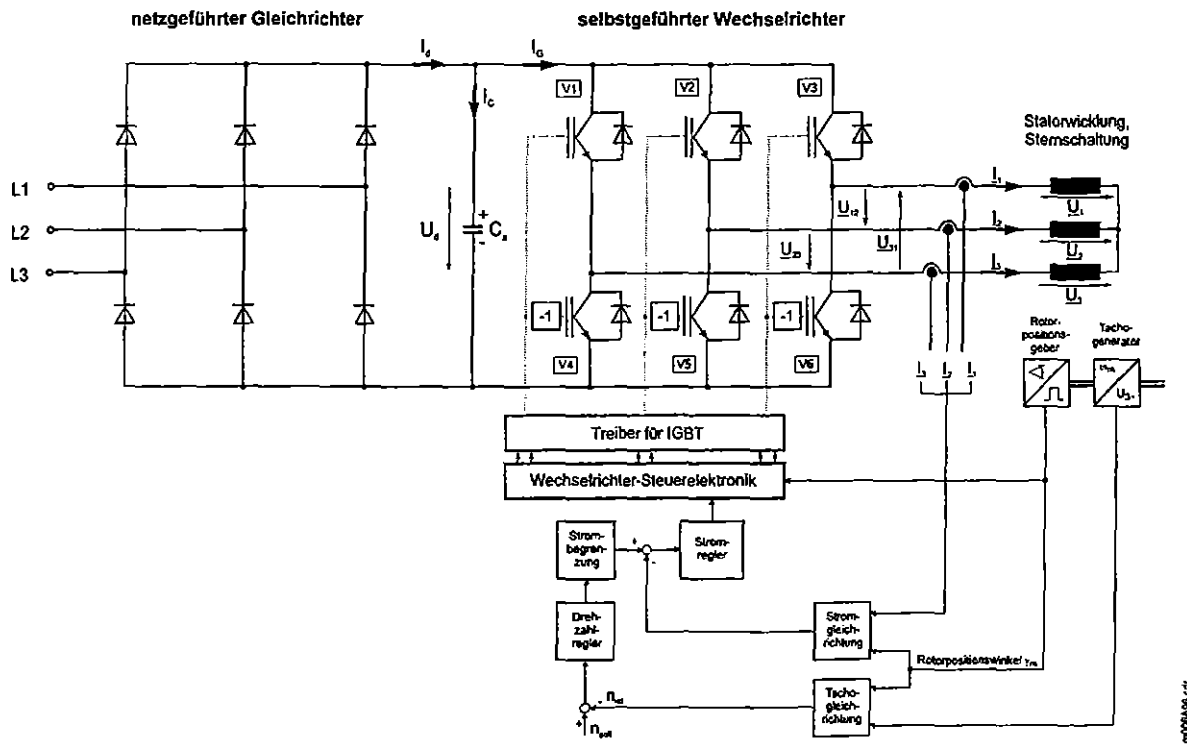 netzgeführter Gleichrichter
selbstgeführter Wechselrichter
I_d
I_G
I_C
V1
V2
V3
Statorwicklung,
Sternschaltung
L1
L2
L3
U_d
+
-
U_12
U_23
U_31
I_1
I_2
I_3
U_1
U_2
U_3
-1
-1
-1
V4
V5
V6
I_3
I_2
I_1
Rotor-
positions-
geber
Tacho-
generator
Treiber für IGBT
Wechselrichter-Steuerelektronik
Strom-
begren-
zung
+
-
Strom-
regler
Dreh-
zahl-
regler
Strom-
gleich-
richtung
Rotorpositionswinkel
Tacho-
gleich-
richtung
-
n_ist
+
n_soll